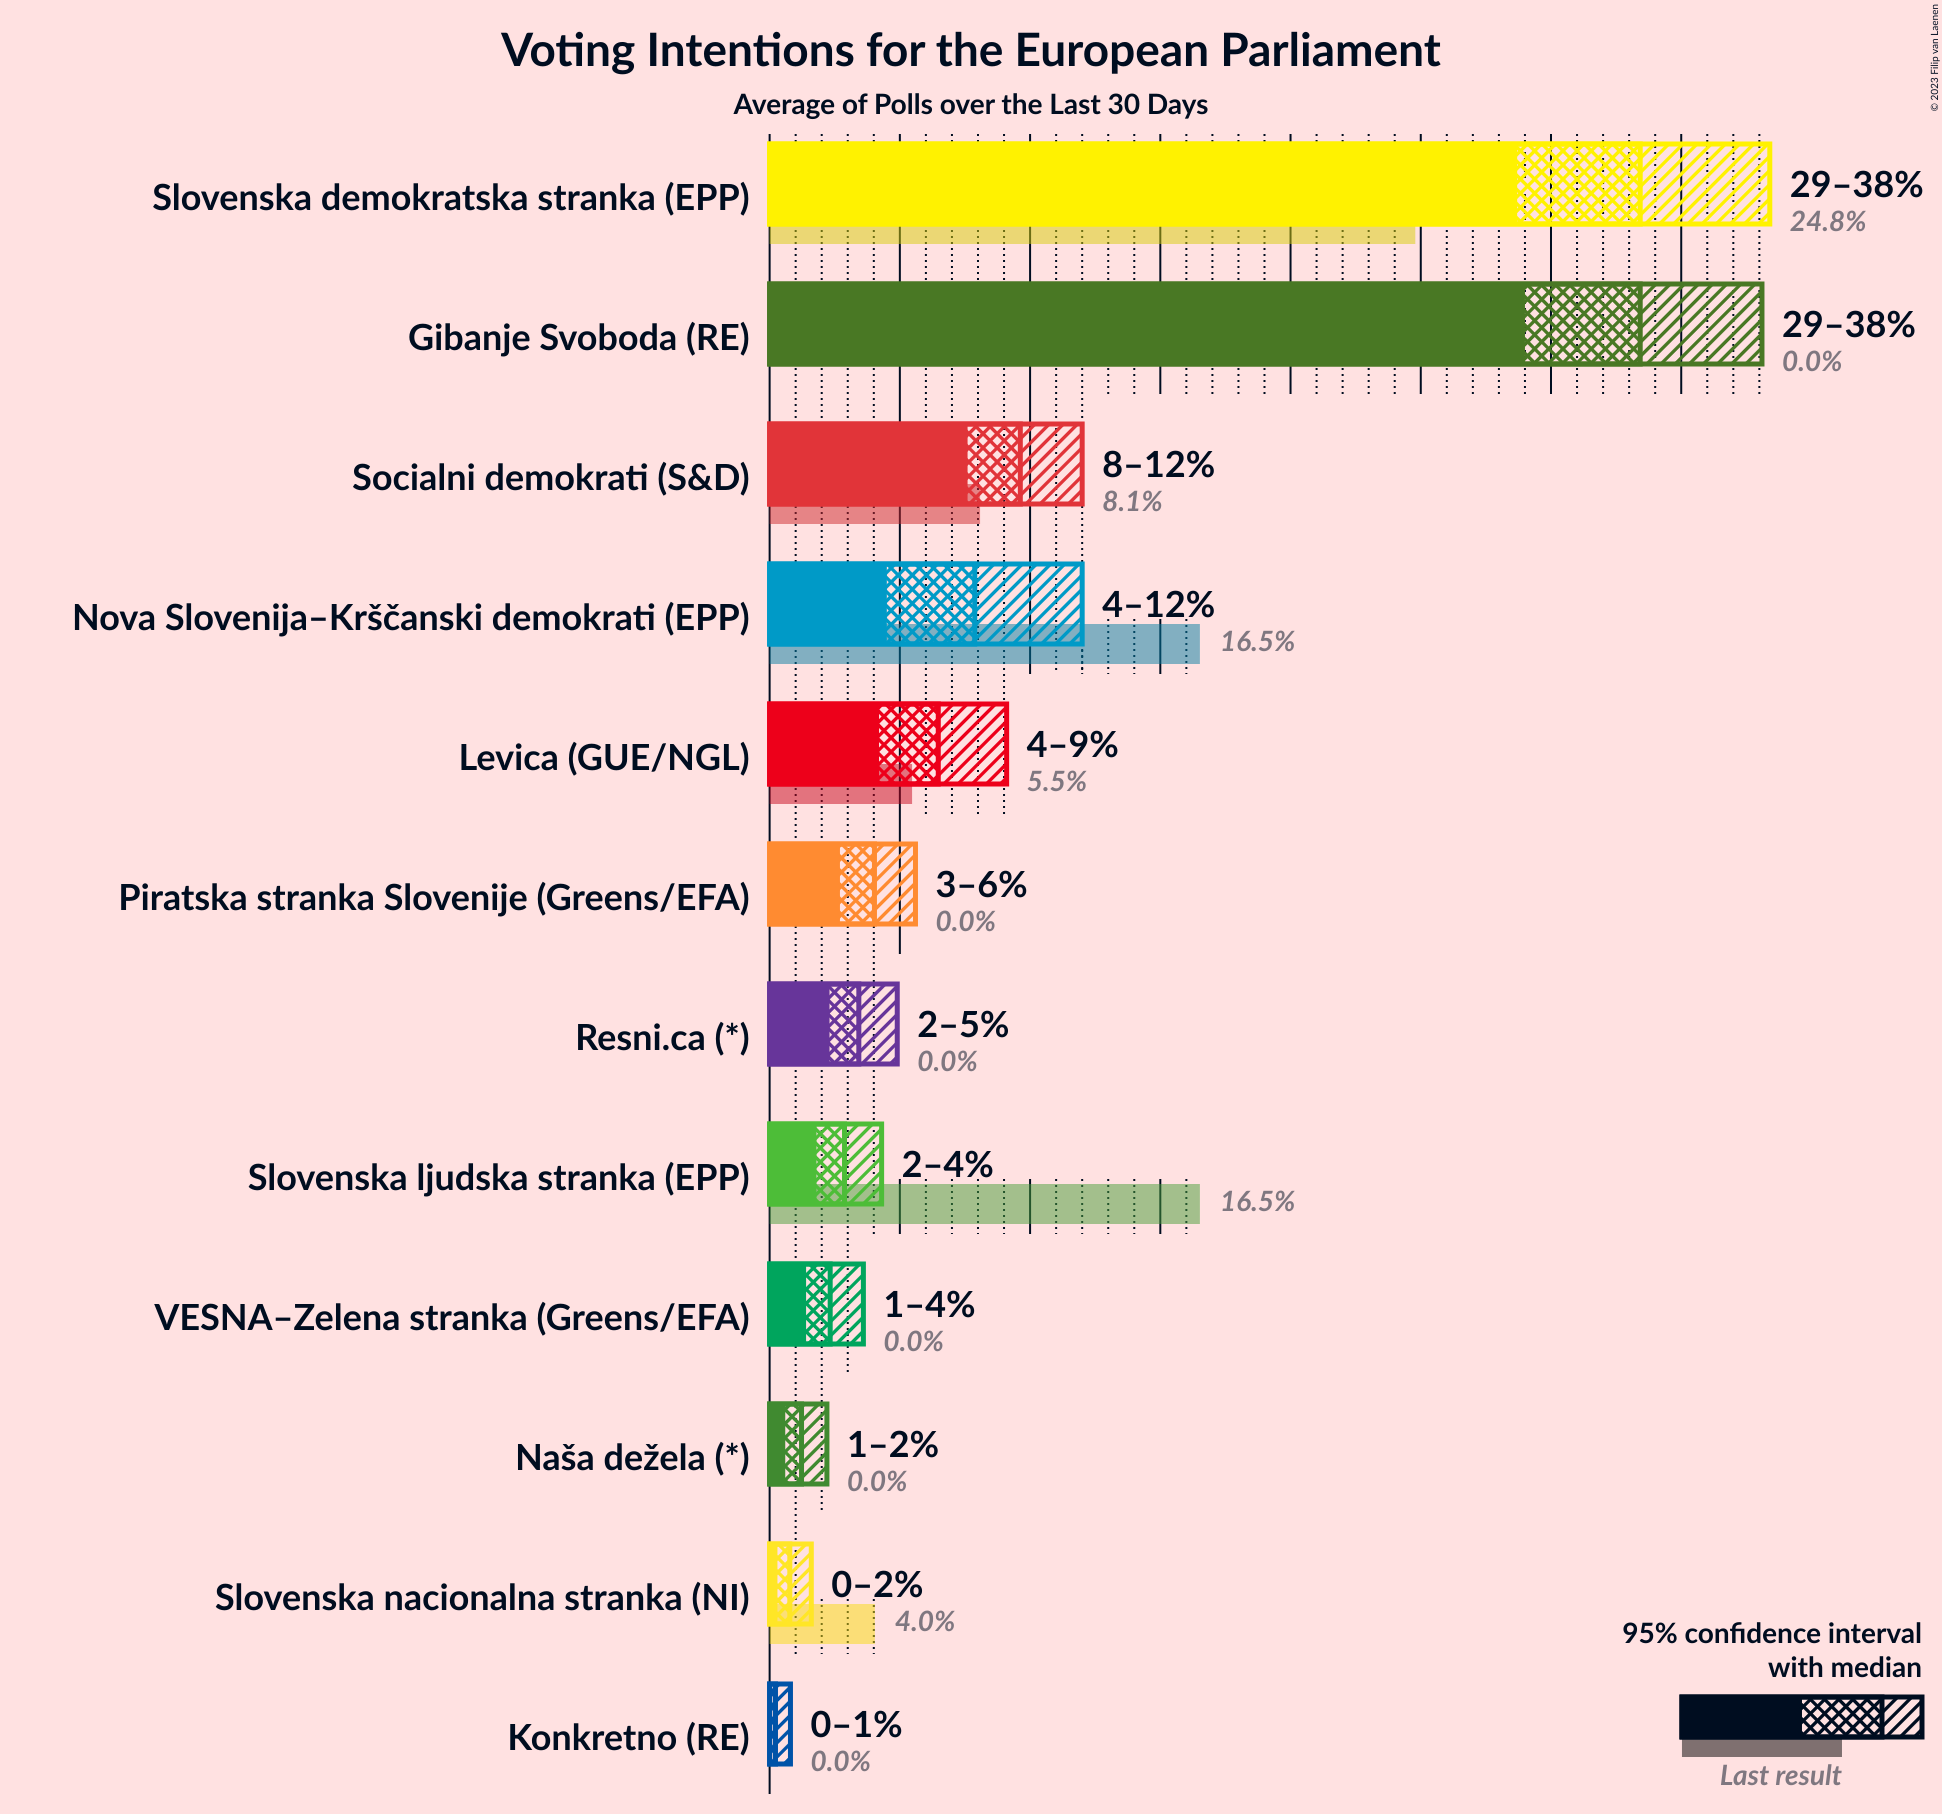 © 2023 Filip van Laenen
Voting Intentions for the European Parliament
Average of Polls over the Last 30 Days
Slovenska demokratska stranka (EPP)
29–38%
24.8%
Gibanje Svoboda (RE)
29–38%
0.0%
Socialni demokrati (S&D)
8–12%
8.1%
Nova Slovenija–Krščanski demokrati (EPP)
4–12%
16.5%
Levica (GUE/NGL)
4–9%
5.5%
Piratska stranka Slovenije (Greens/EFA)
3–6%
0.0%
Resni.ca (*)
2–5%
0.0%
Slovenska ljudska stranka (EPP)
2–4%
16.5%
VESNA–Zelena stranka (Greens/EFA)
1–4%
0.0%
Naša dežela (*)
1–2%
0.0%
Slovenska nacionalna stranka (NI)
0–2%
4.0%
Konkretno (RE)
0–1%
0.0%
95% confidence interval
with median
Last result